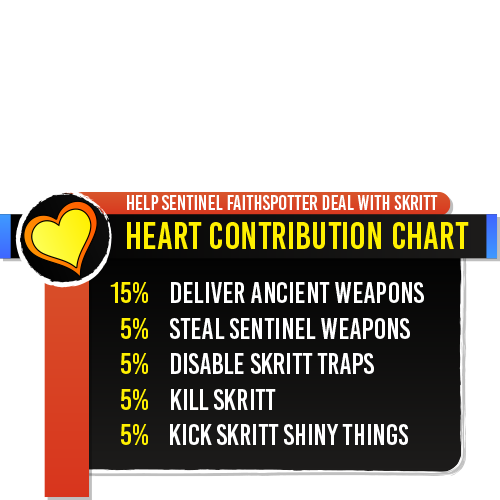 HELP SENTINEL FAITHSPOTTER DEAL WITH SKRITT
HEART CONTRIBUTION CHART
15% DELIVER ANCIENT WEAPONS
5% STEAL SENTINEL WEAPONS
5% DISABLE SKRITT TRAPS
5% KILL SKRITT
5% KICK SKRITT SHINY THINGS